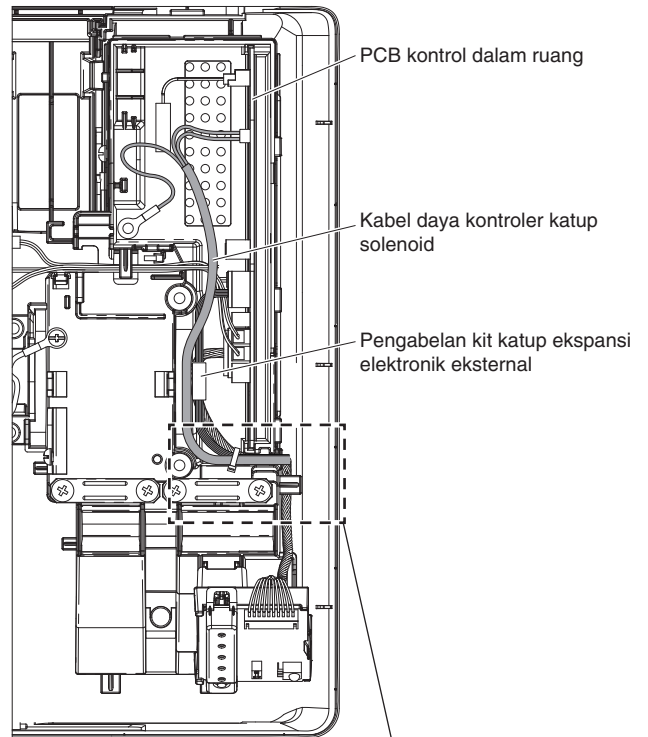 PCB kontrol dalam ruang
Kabel daya kontroler katup
solenoid
Pengabelan kit katup ekspansi
elektronik eksternal